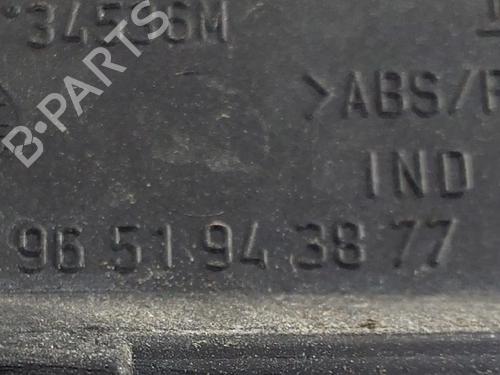 *34536M
>ABS/P
IND
96 51 94 38 77
B-PARTS